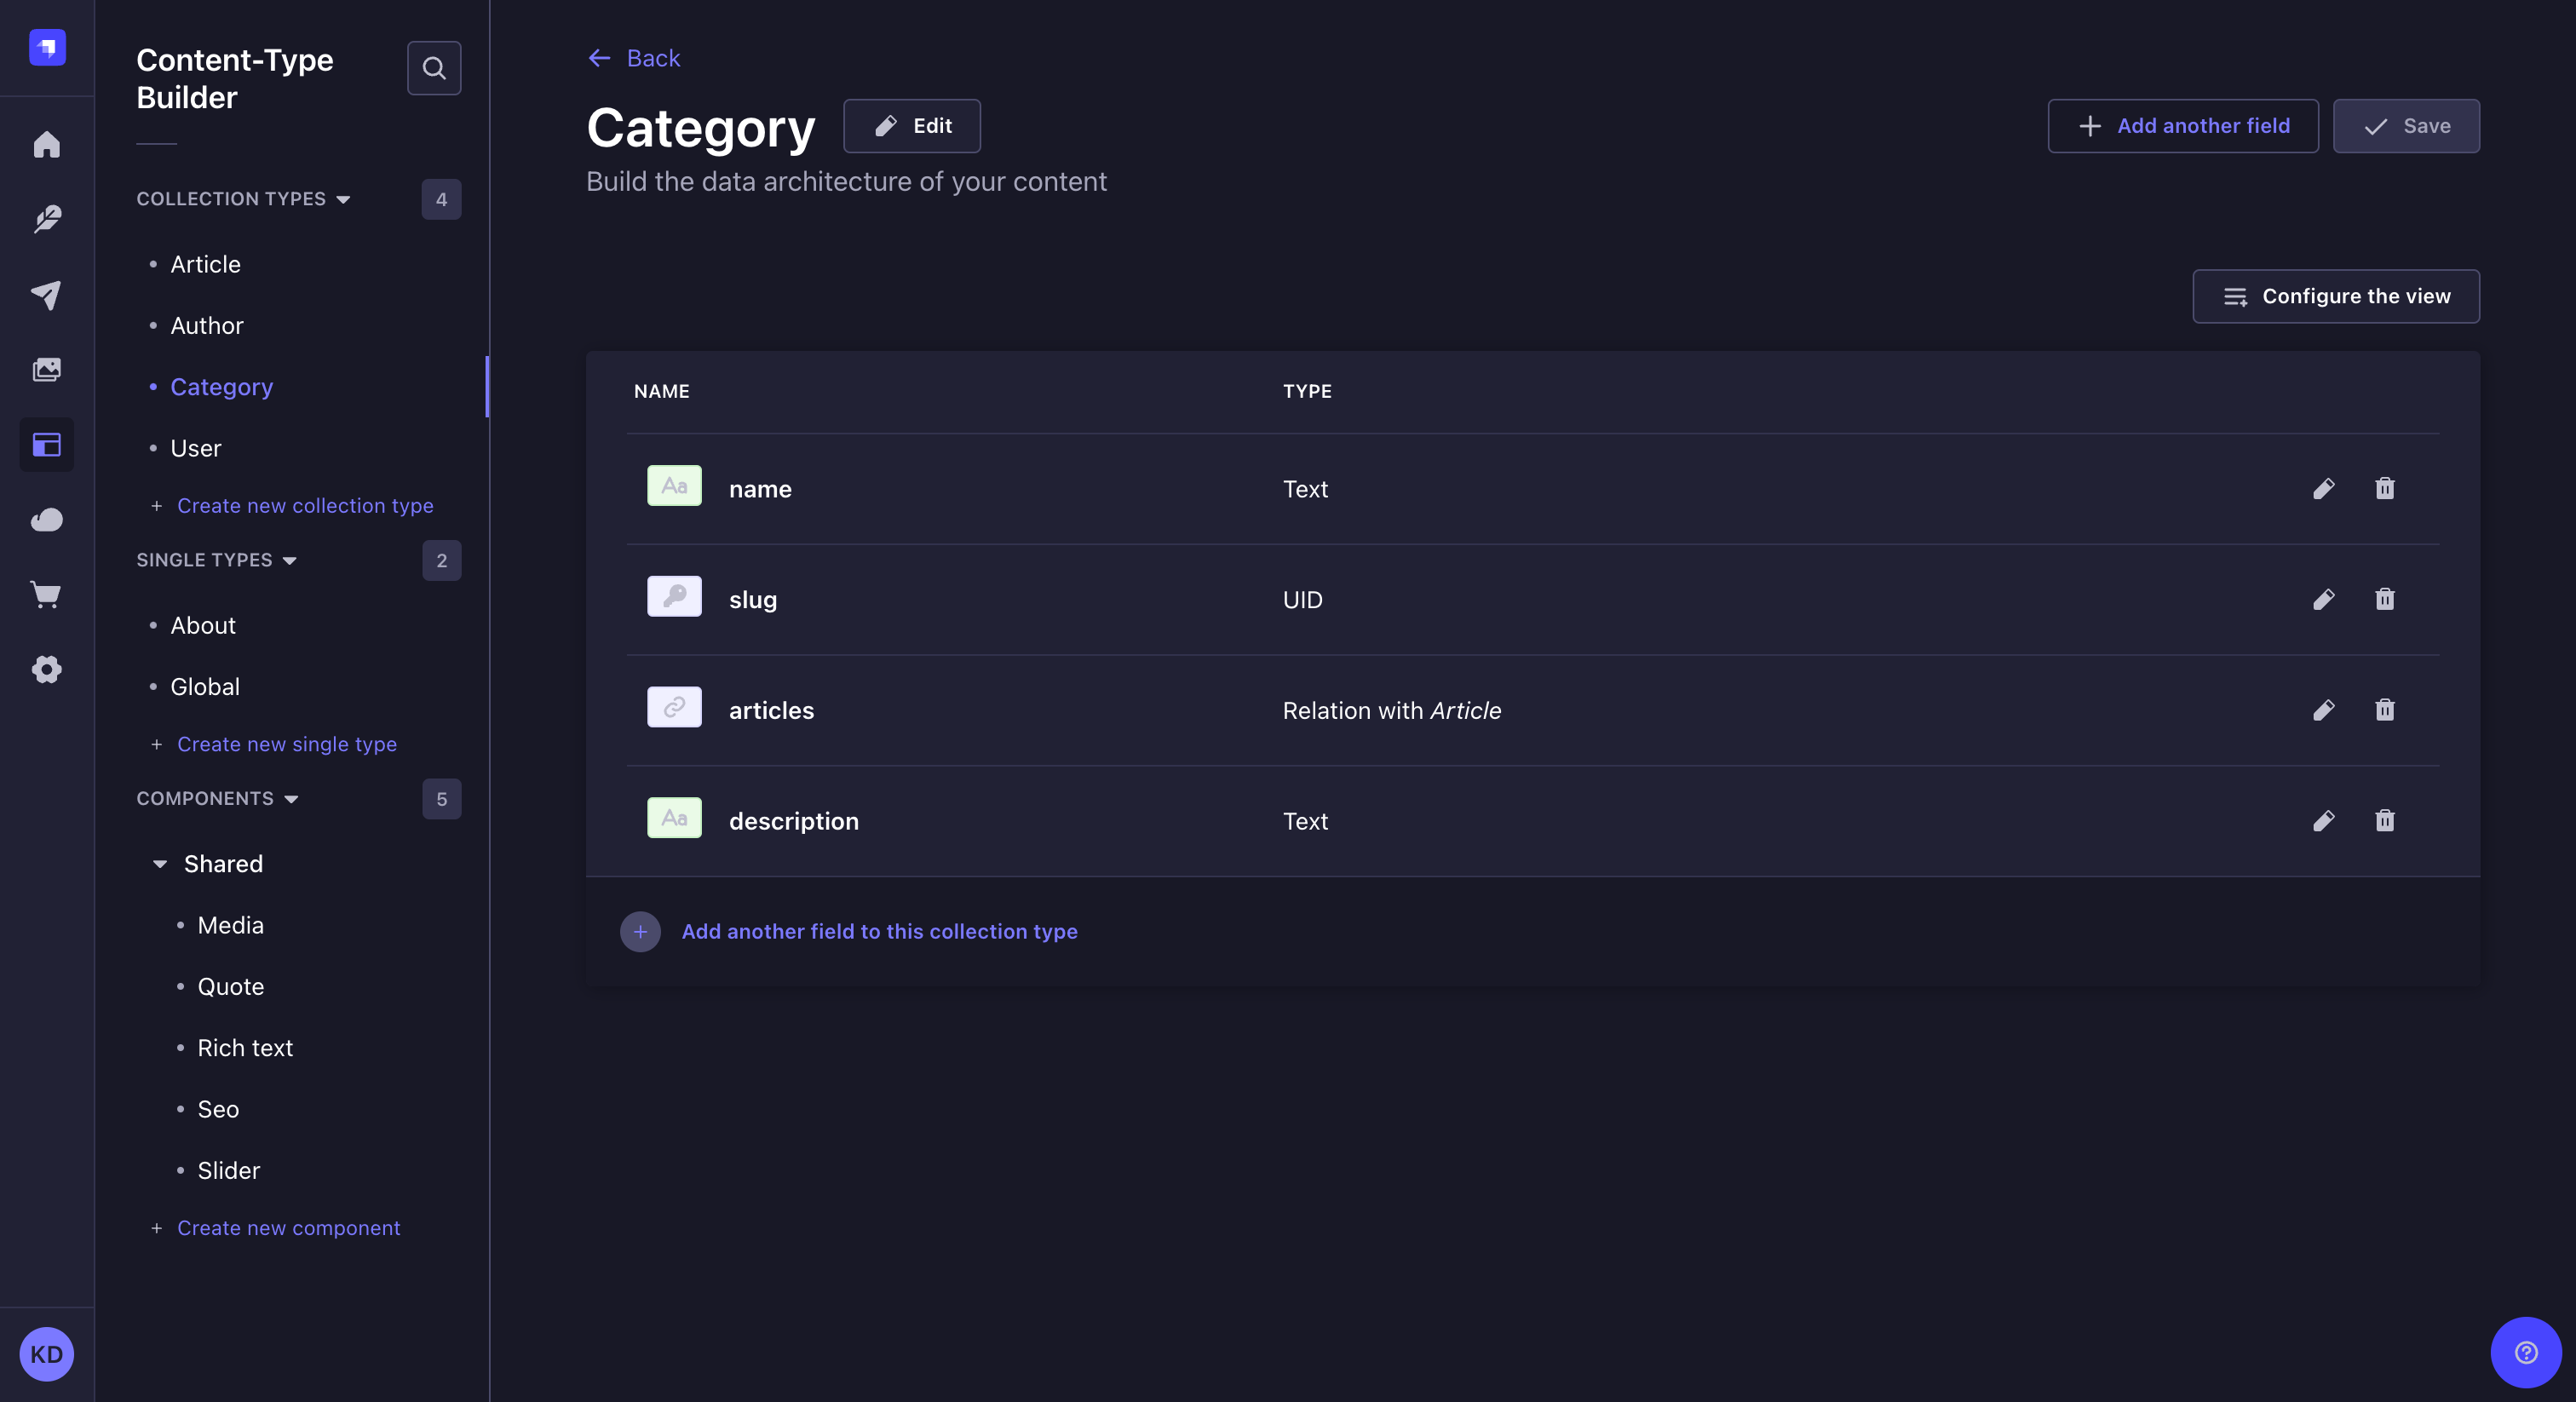 Content-Type
Builder
COLLECTION TYPES
4
Article
Author
Category
User
Create new collection type
SINGLE TYPES
2
About
Global
Create new single type
COMPONENTS
5
Shared
Media
Quote
Rich text
Seo
Slider
Create new component
KD
Back
Category
Edit
Add another field
Save
Build the data architecture of your content
Configure the view
NAME TYPE
Aa name Text
slug UID
articles Relation with Article
Aa description Text
Add another field to this collection type